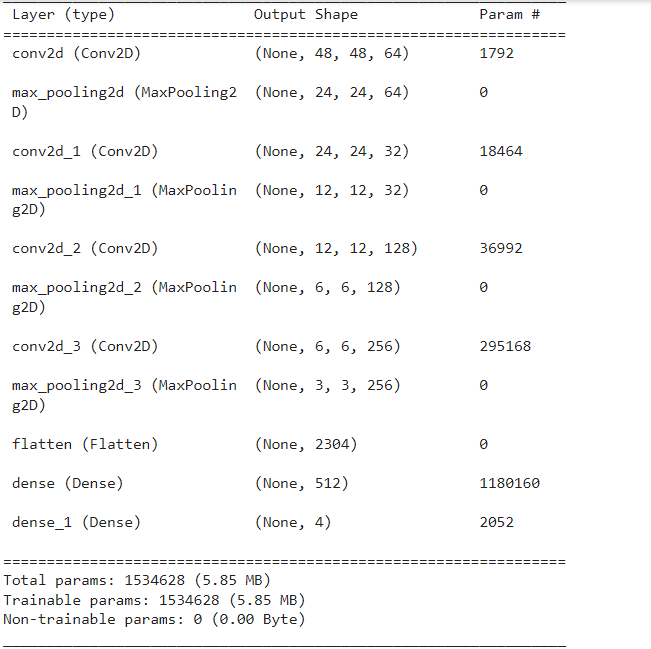 Layer (type) Output Shape Param #
=================================================================
conv2d (Conv2D) (None, 48, 48, 64) 1792
max_pooling2d (MaxPooling2 (None, 24, 24, 64) 0
D)
conv2d_1 (Conv2D) (None, 24, 24, 32) 18464
max_pooling2d_1 (MaxPoolin (None, 12, 12, 32) 0
g2D)
conv2d_2 (Conv2D) (None, 12, 12, 128) 36992
max_pooling2d_2 (MaxPoolin (None, 6, 6, 128) 0
g2D)
conv2d_3 (Conv2D) (None, 6, 6, 256) 295168
max_pooling2d_3 (MaxPoolin (None, 3, 3, 256) 0
g2D)
flatten (Flatten) (None, 2304) 0
dense (Dense) (None, 512) 1180160
dense_1 (Dense) (None, 4) 2052
=================================================================
Total params: 1534628 (5.85 MB)
Trainable params: 1534628 (5.85 MB)
Non-trainable params: 0 (0.00 Byte)